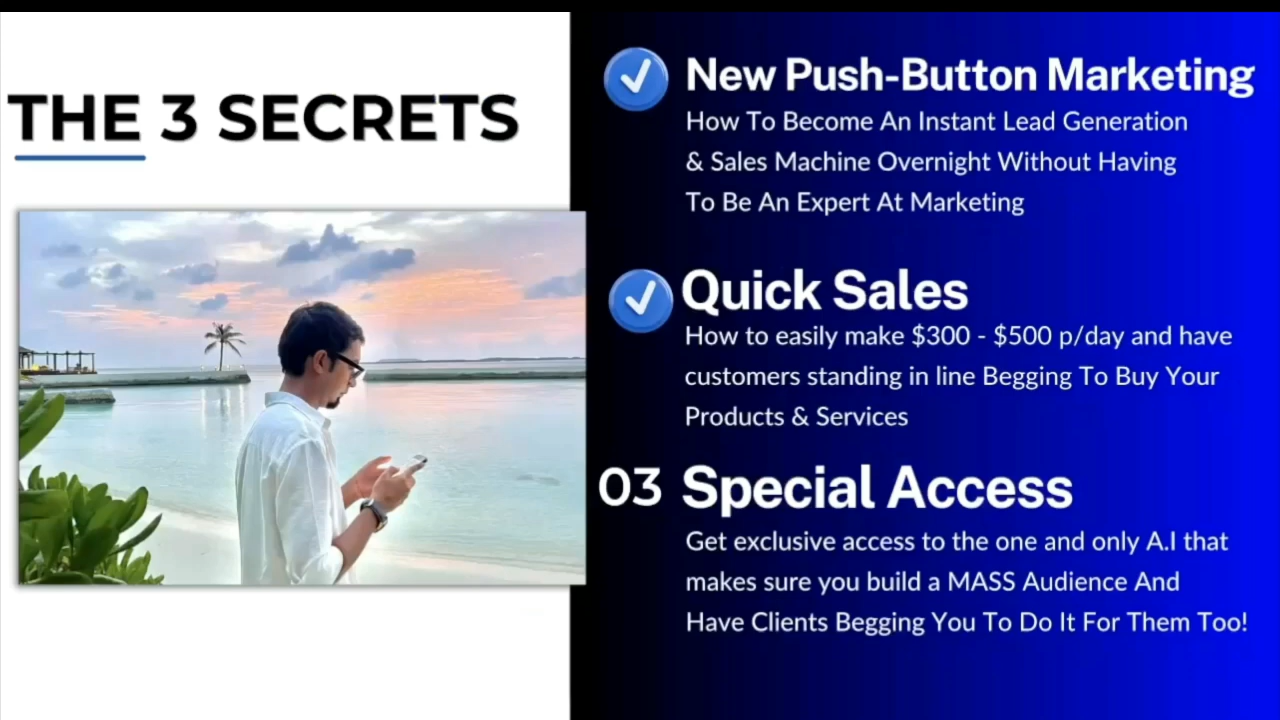 THE 3 SECRETS
New Push-Button Marketing
How To Become An Instant Lead Generation
& Sales Machine Overnight Without Having
To Be An Expert At Marketing
Quick Sales
How to easily make $300 - $500 p/day and have
customers standing in line Begging To Buy Your
Products & Services
03 Special Access
Get exclusive access to the one and only A.I that
makes sure you build a MASS Audience And
Have Clients Begging You To Do It For Them Too!